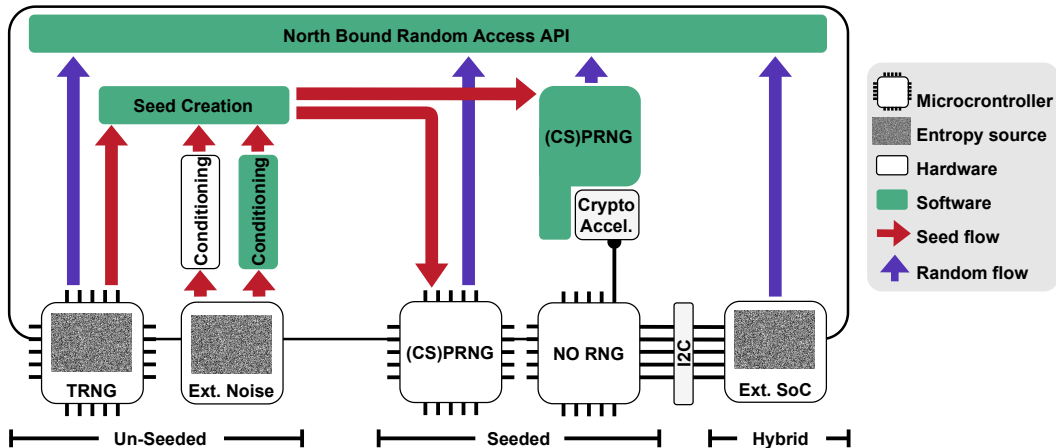 North Bound Random Access API
Seed Creation
(CS)PRNG
Conditioning
Conditioning
Crypto
Accel.
TRNG
Ext. Noise
(CS)PRNG
NO RNG
I2C
Ext. SoC
Un-Seeded
Seeded
Hybrid
Microcrontroller
Entropy source
Hardware
Software
Seed flow
Random flow